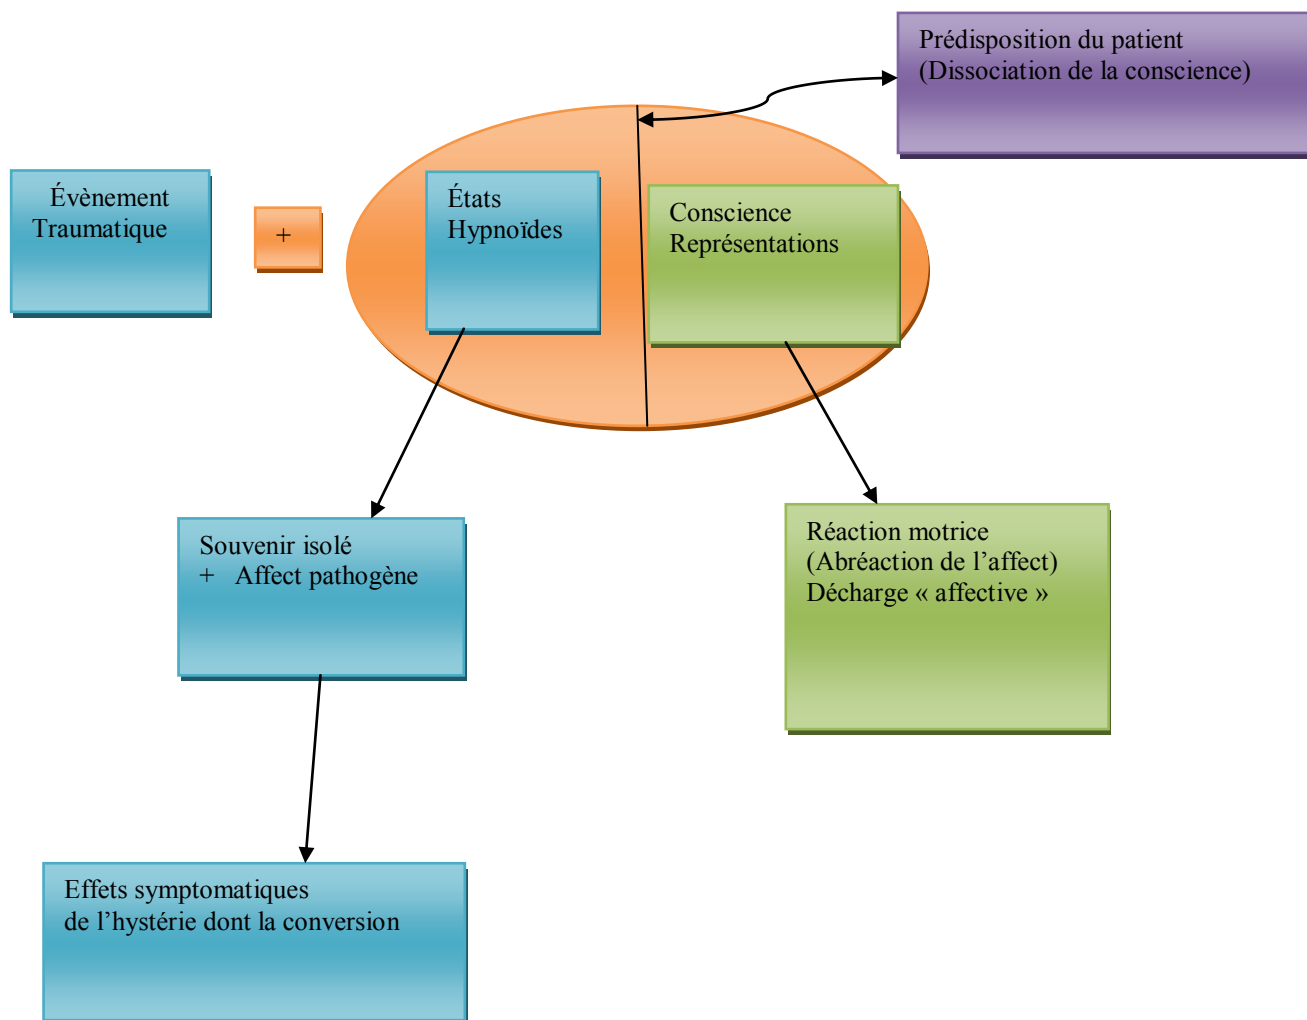 Prédisposition du patient
(Dissociation de la conscience)
Évènement
Traumatique
+
États
Hypnoïdes
Conscience
Représentations
Souvenir isolé
+ Affect pathogène
Réaction motrice
(Abréaction de l’affect)
Décharge « affective »
Effets symptomatiques
de l’hystérie dont la conversion